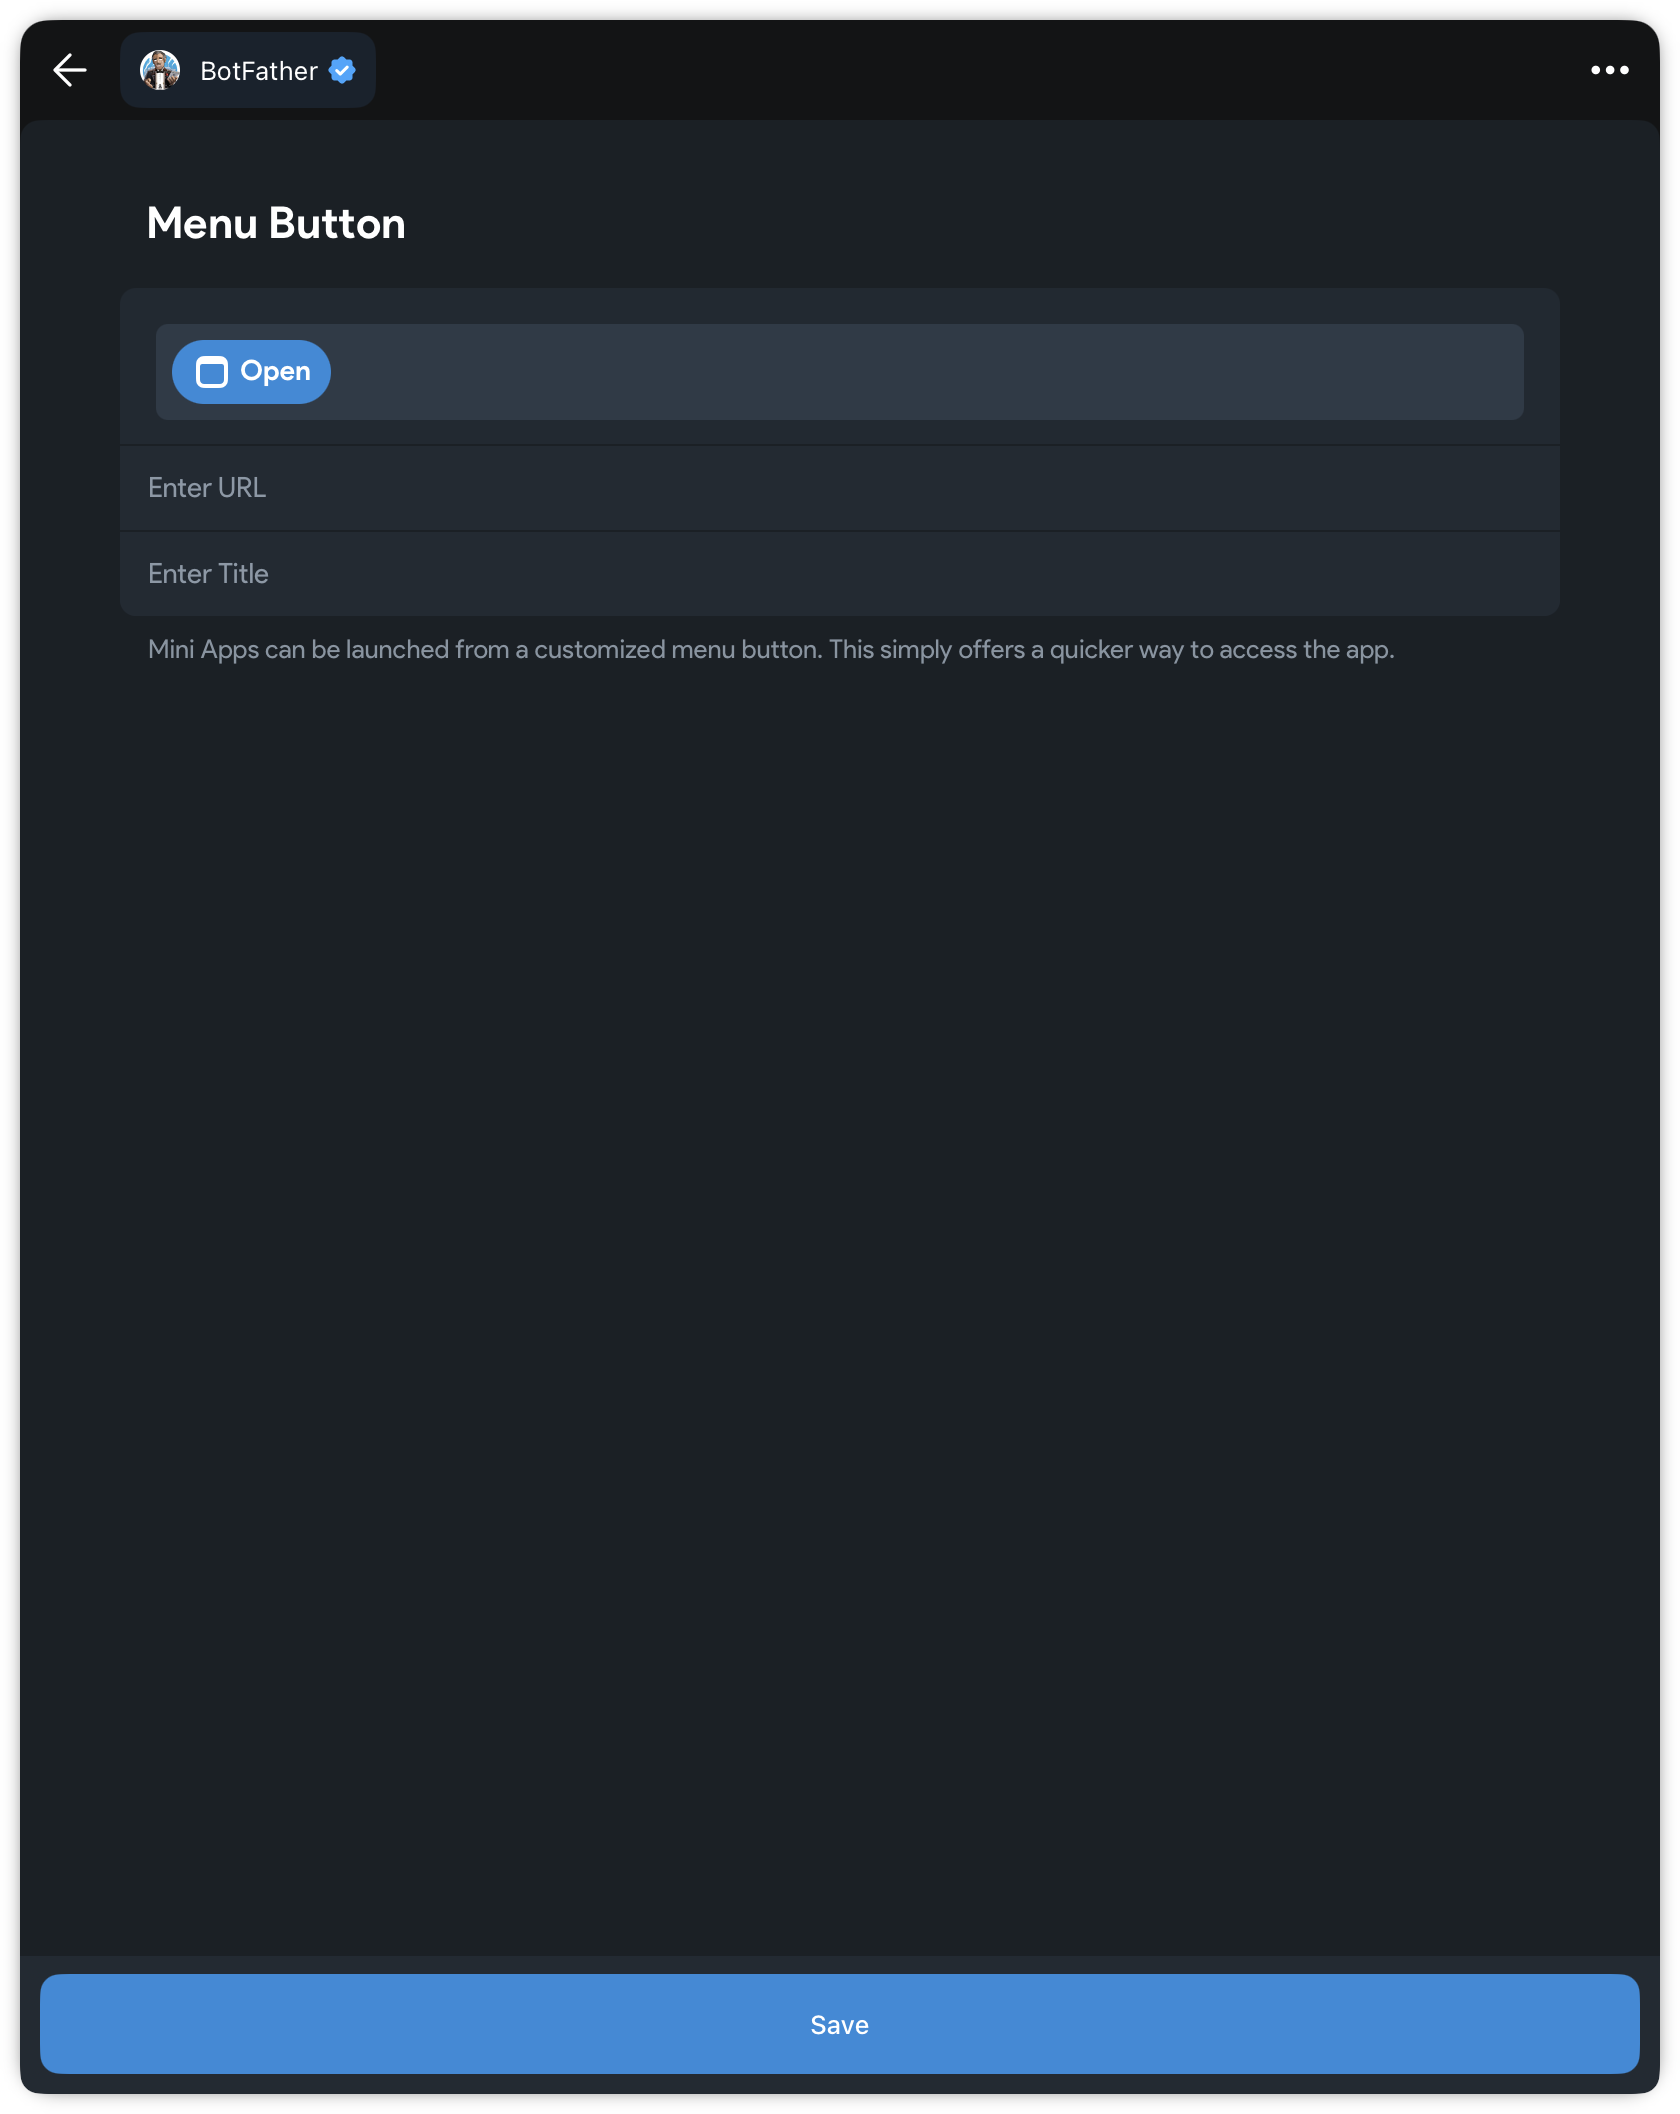 BotFather
Menu Button
Open
Enter URL
Enter Title
Mini Apps can be launched from a customized menu button. This simply offers a quicker way to access the app.
Save